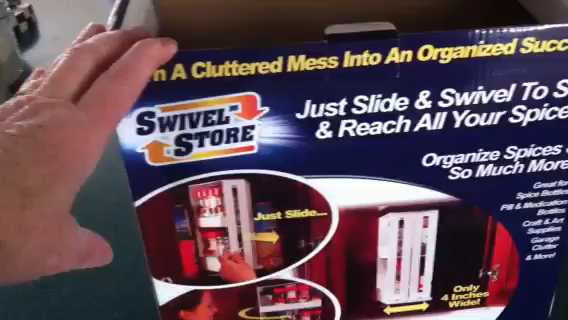 A Cluttered Mess Into An Organized Succ
SWIVEL
STORE
Just Slide & Swivel To S
& Reach All Your Spice
Organize Spices &
So Much More
Great for
Spice Bottles
Pill & Medication
Bottles
Craft & Art
Supplies
Garage
Clutter
& More!
Just Slide...
Only
4 Inches
Wide!